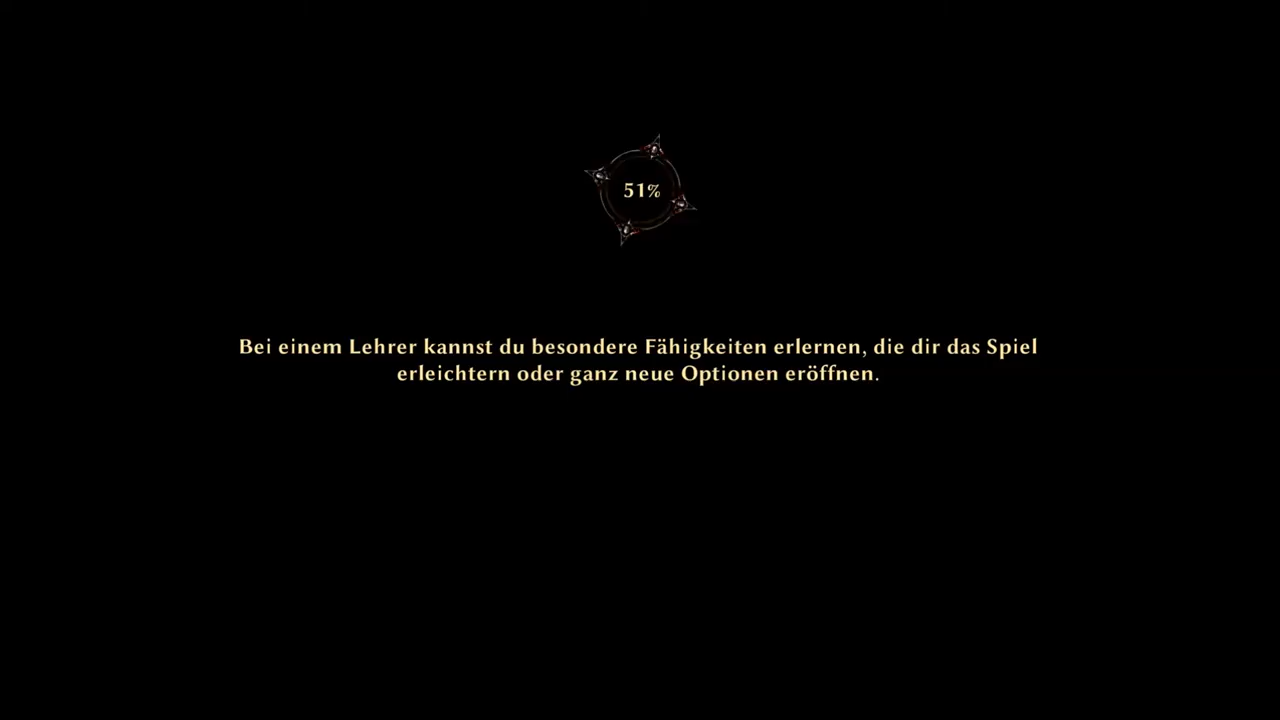 51%
Bei einem Lehrer kannst du besondere Fähigkeiten erlernen, die dir das Spiel
erleichtern oder ganz neue Optionen eröffnen.